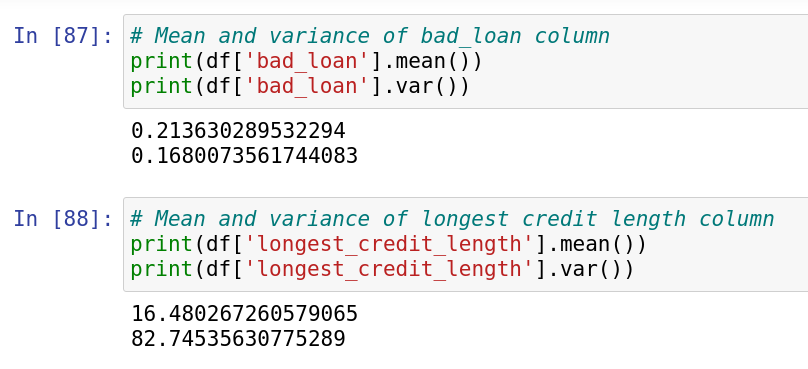 In [87]: # Mean and variance of bad_loan column
print(df['bad_loan'].mean())
print(df['bad_loan'].var())
0.213630289532294
0.1680073561744083
In [88]: # Mean and variance of longest credit length column
print(df['longest_credit_length'].mean())
print(df['longest_credit_length'].var())
16.480267260579065
82.74535630775289